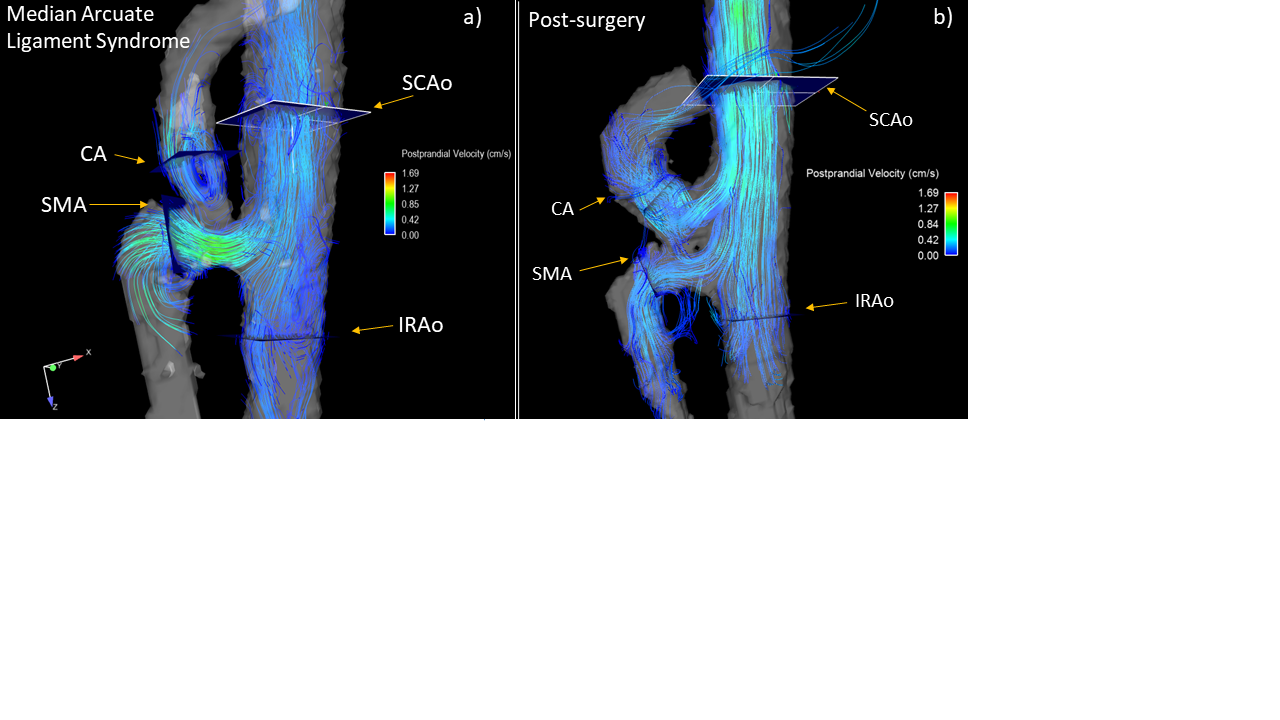 Median Arcuate
Ligament Syndrome
a)
SCAo
CA
Postprandial Velocity (cm/s)
1.69
1.27
0.85
0.42
0.00
SMA
IRAo
X
Y
Z
Post-surgery
b)
SCAo
Postprandial Velocity (cm/s)
1.69
1.27
0.84
0.42
0.00
CA
SMA
IRAo